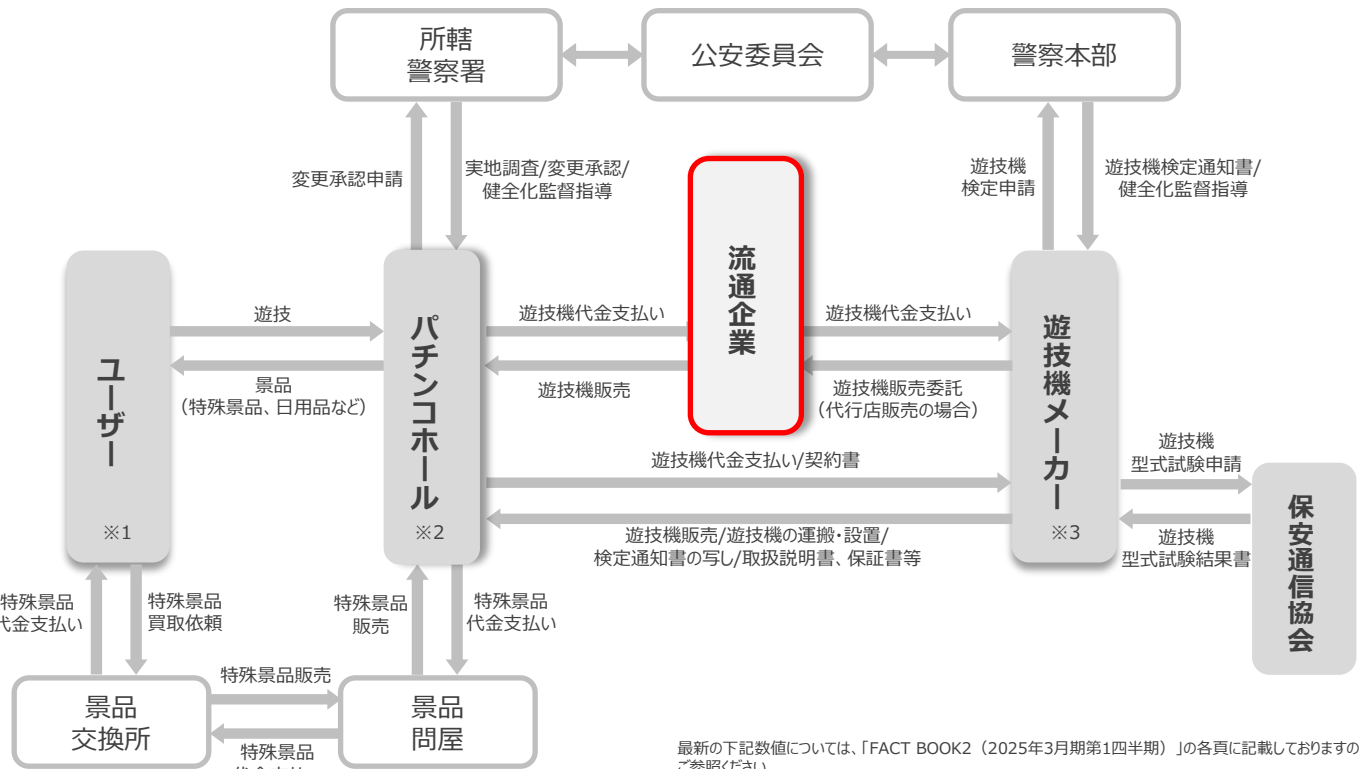 所轄
警察署
公安委員会
警察本部
変更承認申請
実地調査/変更承認/
健全化監督指導
遊技機
検定申請
遊技機検定通知書/
健全化監督指導
流通企業
ユーザー
※1
遊技
景品
（特殊景品、日用品など）
パチンコホール
※2
遊技機代金支払い
遊技機販売
遊技機代金支払い
遊技機販売委託
（代行店販売の場合）
遊技機メーカー
※3
遊技機代金支払い/契約書
遊技機販売/遊技機の運搬・設置/
検定通知書の写し/取扱説明書、保証書等
遊技機
型式試験申請
遊技機
型式試験結果書
保安通信協会
特殊景品
代金支払い
特殊景品
買取依頼
特殊景品
販売
特殊景品
代金支払い
景品
交換所
特殊景品販売
特殊景品
景品
問屋
最新の下記数値については、「FACT BOOK2（2025年3月期第1四半期）」の各頁に記載しておりますの
ご参照ください